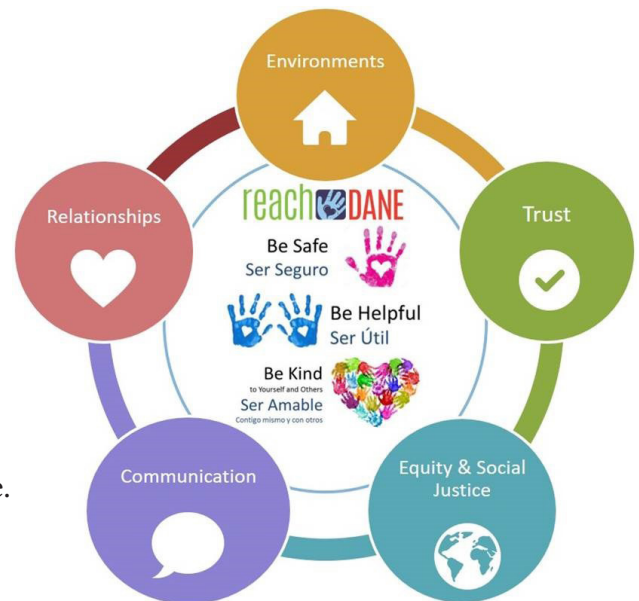 Environments
Relationships
Trust
reach DANE
Be Safe
Ser Seguro
Be Helpful
Ser Útil
Be Kind
to Yourself and Others
Ser Amable
Contigo mismo y con otros
Communication
Equity & Social
Justice